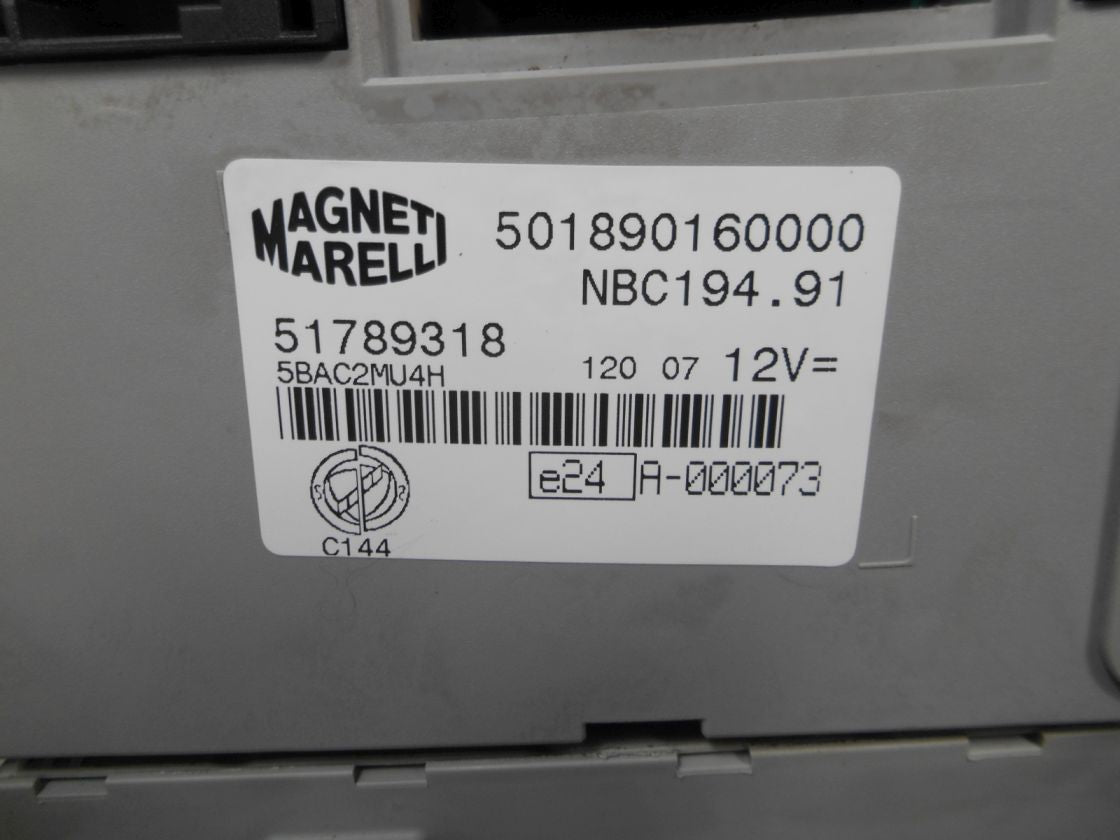 MAGNETI
MARELLI
501890160000
NBC194.91
51789318
5BAC2MU4H
120 07 12V=
e24 A-000073
C144